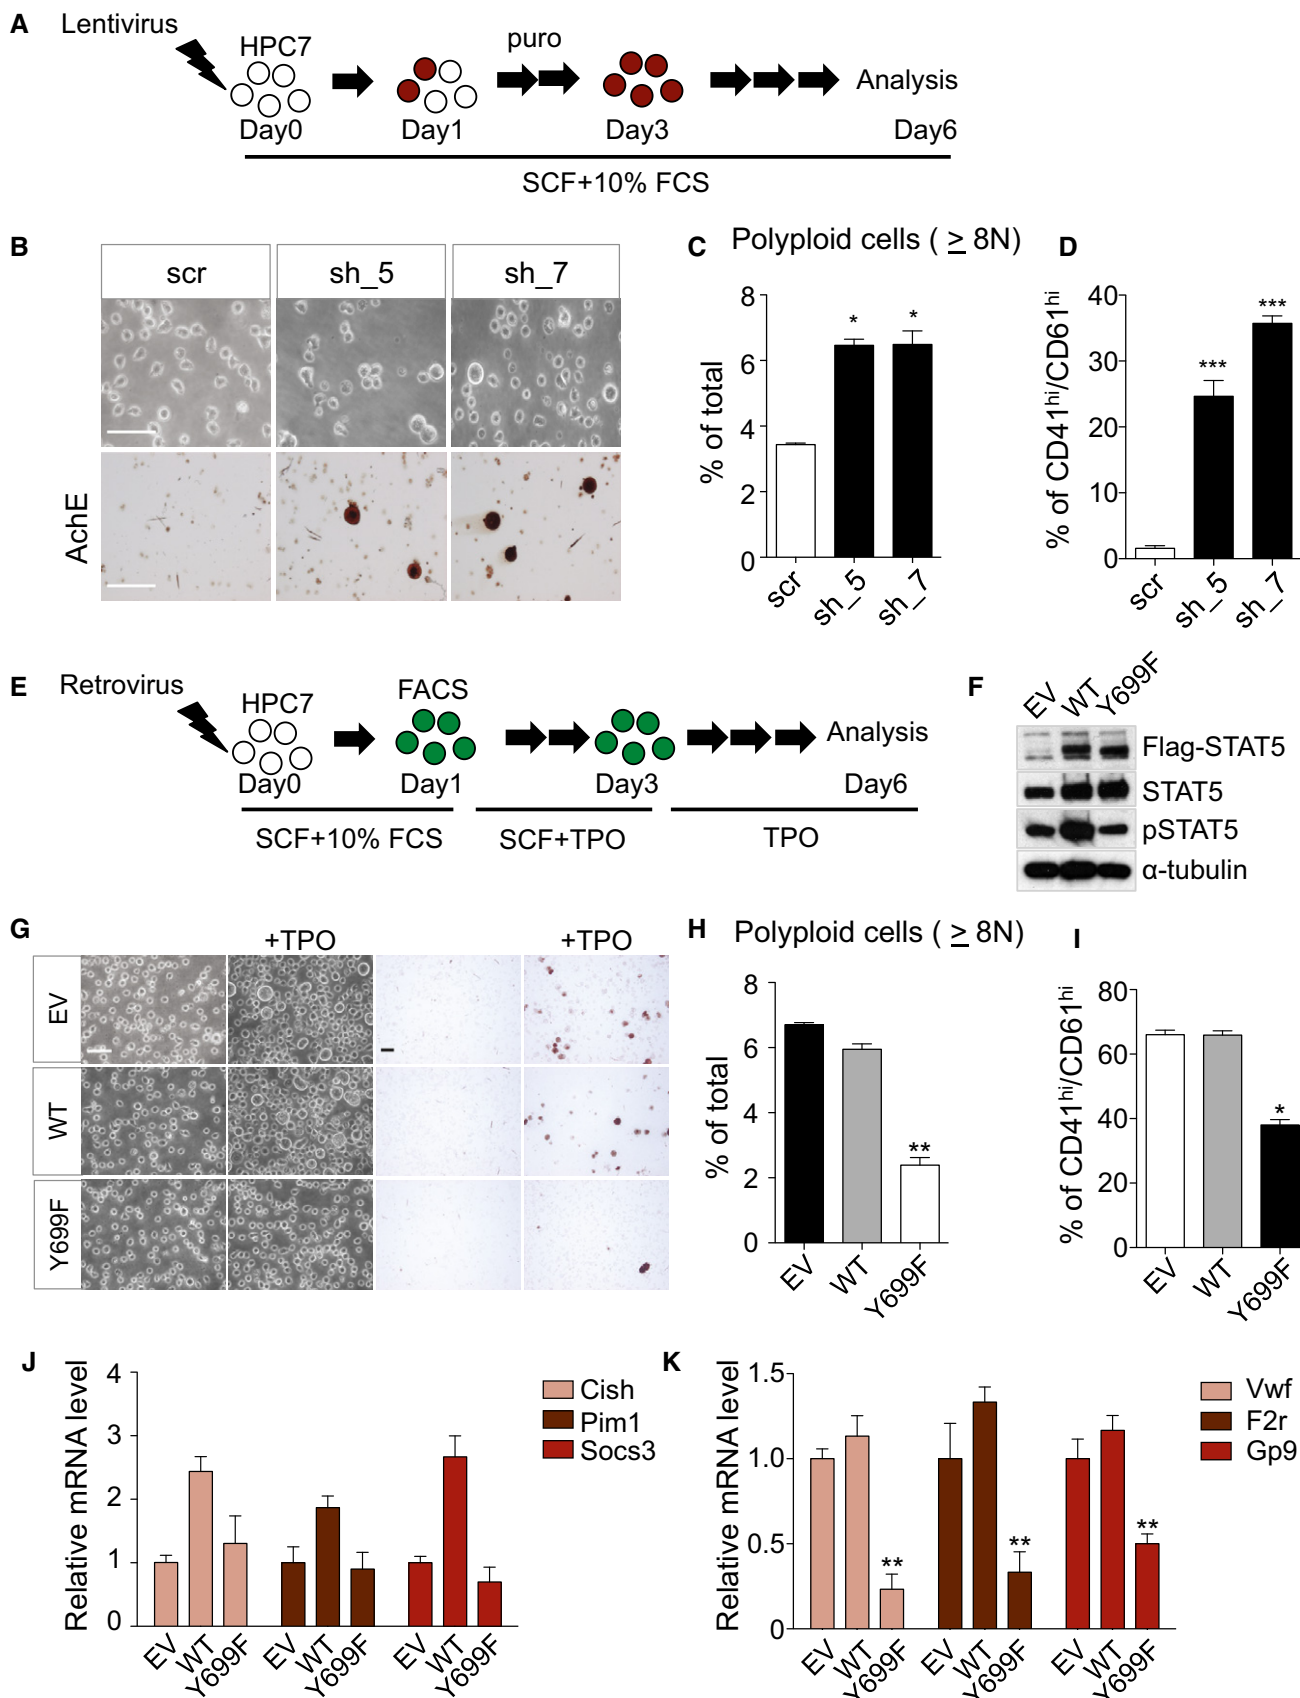 A
Lentivirus
HPC7
puro
Analysis
Day0
Day1
Day3
Day6
SCF+10% FCS
B
scr
sh_5
sh_7
AchE
C
Polyploid cells ( ≥ 8N)
% of total
8
6
4
2
0
*
*
scr
sh_5
sh_7
D
% of CD41hi/CD61hi
40
30
20
10
0
***
***
scr
sh_5
sh_7
E
Retrovirus
HPC7
FACS
Analysis
Day0
Day1
Day3
Day6
SCF+10% FCS
SCF+TPO
TPO
F
EV
WT
Y699F
Flag-STAT5
STAT5
pSTAT5
α-tubulin
G
+TPO
+TPO
EV
WT
Y699F
H
Polyploid cells ( ≥ 8N)
% of total
8
6
4
2
0
**
EV
WT
Y699F
I
% of CD41hi/CD61hi
80
60
40
20
0
*
EV
WT
Y699F
J
Relative mRNA level
4
3
2
1
0
Cish
Pim1
Socs3
EV
WT
Y699F
EV
WT
Y699F
EV
WT
Y699F
K
Relative mRNA level
1.5
1.0
0.5
0
**
**
**
Vwf
F2r
Gp9
EV
WT
Y699F
EV
WT
Y699F
EV
WT
Y699F